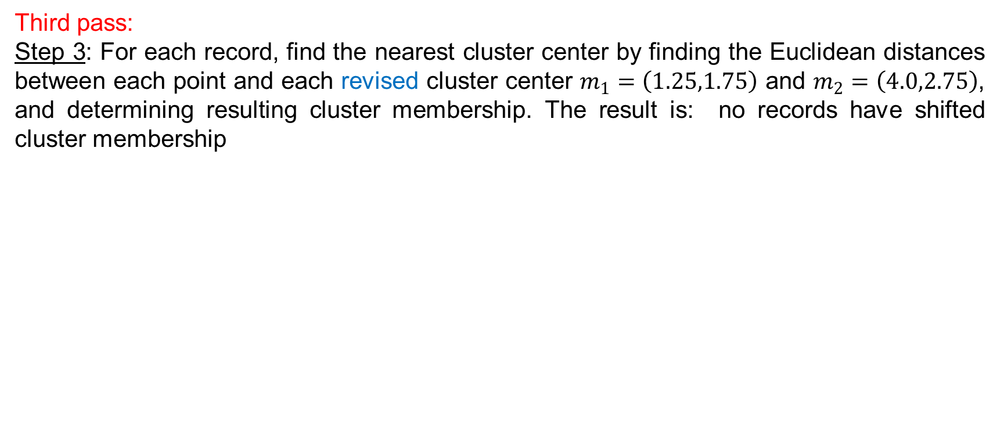 Third pass:
Step 3: For each record, find the nearest cluster center by finding the Euclidean distances
between each point and each revised cluster center m₁ = (1.25,1.75) and m₂ = (4.0,2.75),
and determining resulting cluster membership. The result is: no records have shifted
cluster membership